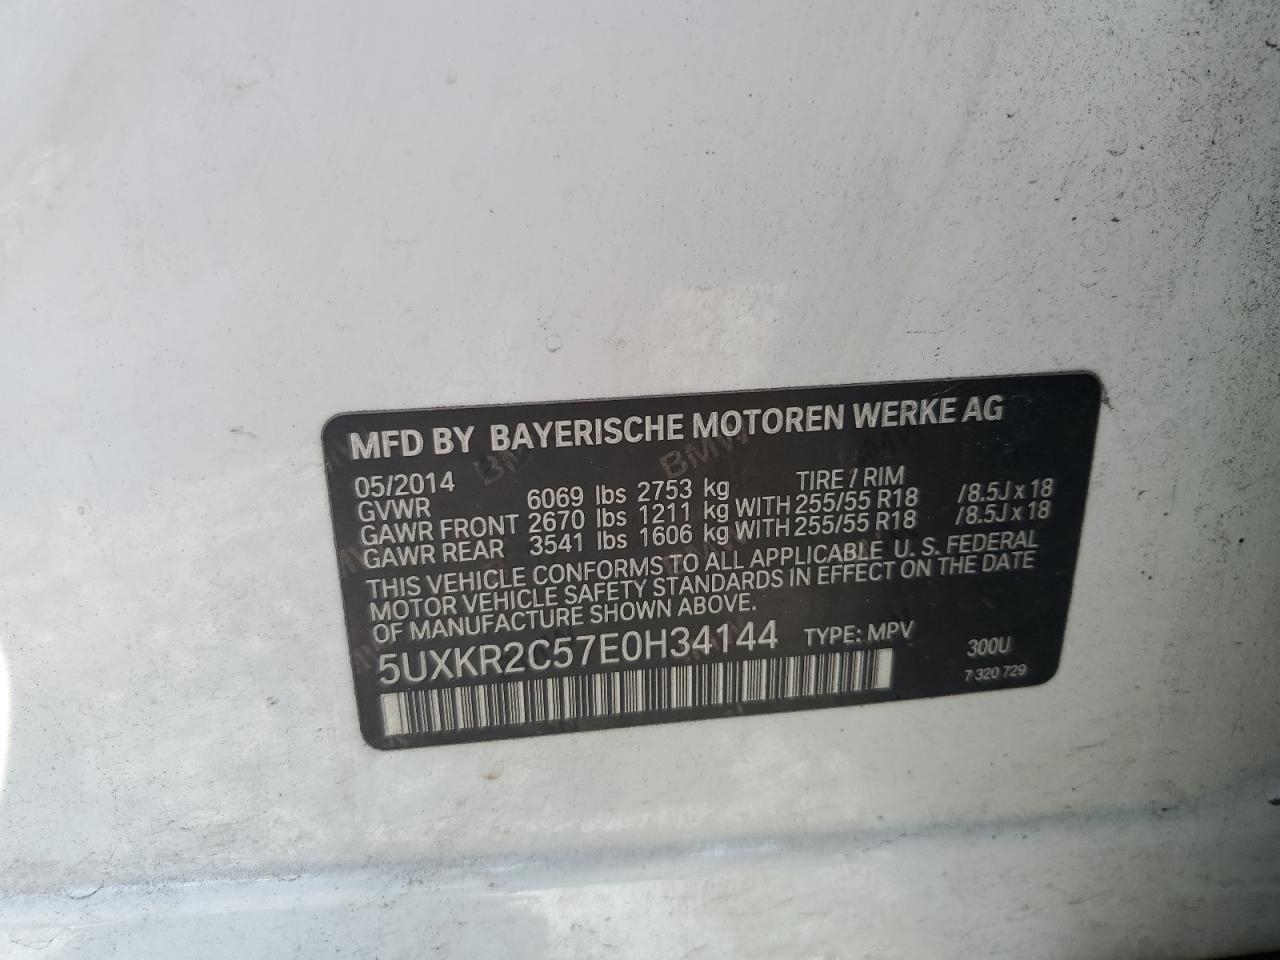 MFD BY BAYERISCHE MOTOREN WERKE AG
05/2014 TIRE / RIM
GVWR 6069 lbs 2753 kg
GAWR FRONT 2670 lbs 1211 kg WITH 255/55 R18 /8.5J x 18
GAWR REAR 3541 lbs 1606 kg WITH 255/55 R18 /8.5J x 18
THIS VEHICLE CONFORMS TO ALL APPLICABLE U. S. FEDERAL
MOTOR VEHICLE SAFETY STANDARDS IN EFFECT ON THE DATE
OF MANUFACTURE SHOWN ABOVE.
5UXKR2C57E0H34144 TYPE: MPV 300U
7 320 729